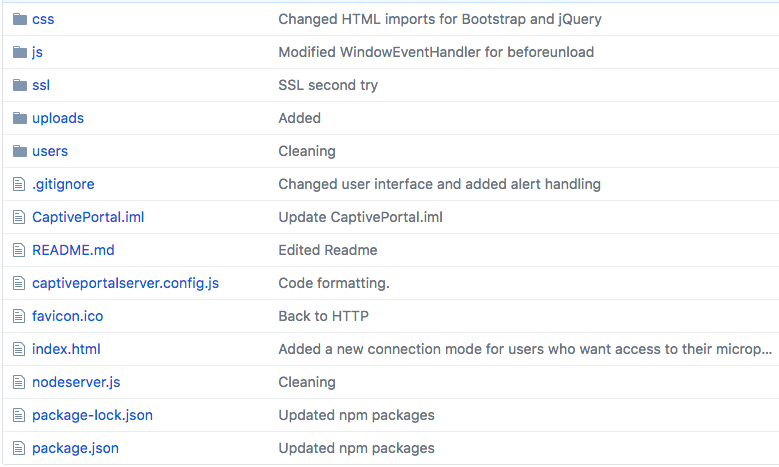 css Changed HTML imports for Bootstrap and jQuery
js Modified WindowEventHandler for beforeunload
ssl SSL second try
uploads Added
users Cleaning
.gitignore Changed user interface and added alert handling
CaptivePortal.iml Update CaptivePortal.iml
README.md Edited Readme
captiveportalserver.config.js Code formatting.
favicon.ico Back to HTTP
index.html Added a new connection mode for users who want access to their microp...
nodeserver.js Cleaning
package-lock.json Updated npm packages
package.json Updated npm packages